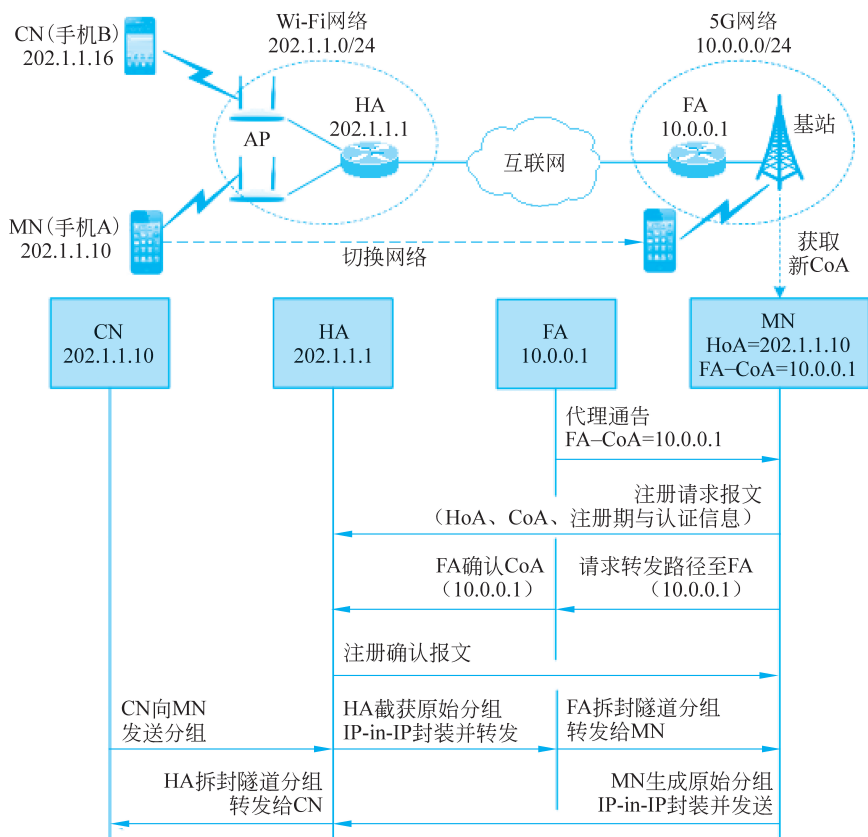 CN(手机B)
202.1.1.16
Wi-Fi网络
202.1.1.0/24
5G网络
10.0.0.0/24
HA
202.1.1.1
FA
10.0.0.1
基站
AP
互联网
MN(手机A)
202.1.1.10
切换网络
获取
新CoA
CN
202.1.1.10
HA
202.1.1.1
FA
10.0.0.1
MN
HoA=202.1.1.10
FA–CoA=10.0.0.1
代理通告
FA–CoA=10.0.0.1
注册请求报文
(HoA、CoA、注册期与认证信息)
FA确认CoA
(10.0.0.1)
请求转发路径至FA
(10.0.0.1)
注册确认报文
CN向MN
发送分组
HA截获原始分组
IP-in-IP封装并转发
FA拆封隧道分组
转发给MN
HA拆封隧道分组
转发给CN
MN生成原始分组
IP-in-IP封装并发送